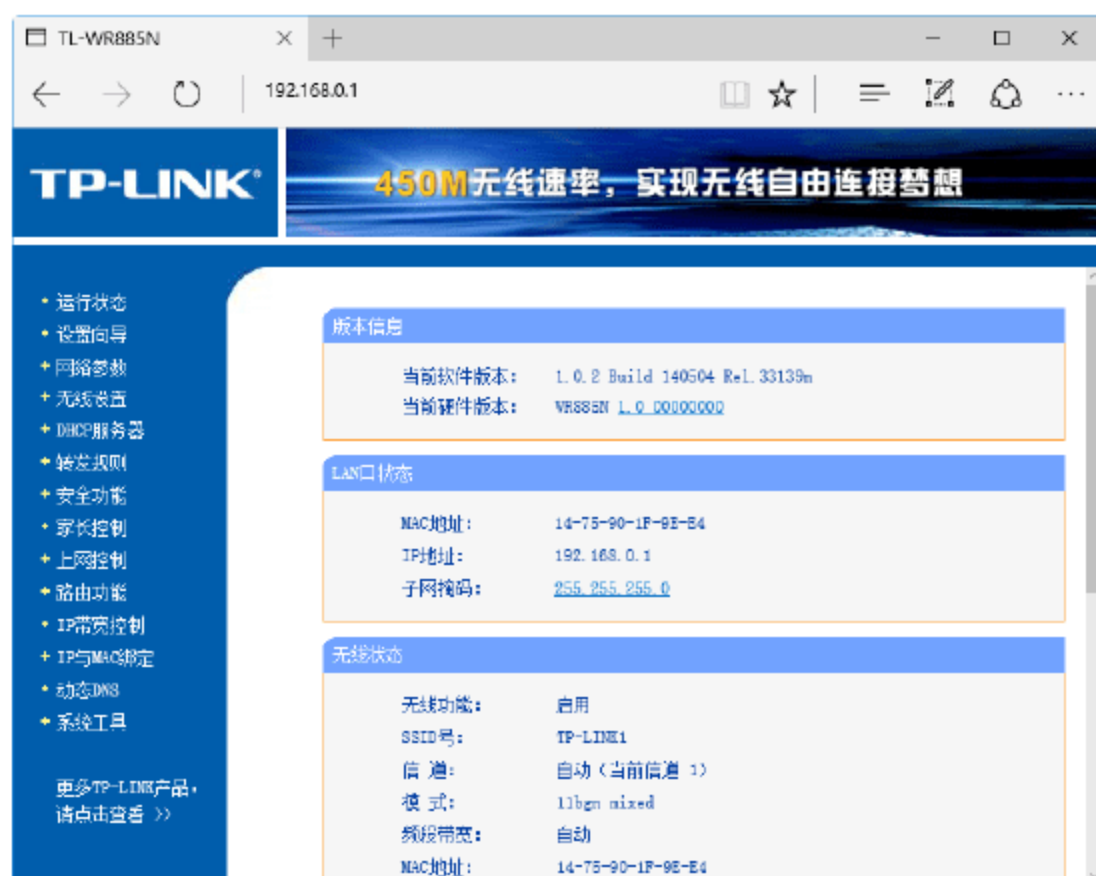 TL-WR885N
192.168.0.1
TP-LINK®
450M无线速率，实现无线自由连接梦想
运行状态
设置向导
网络参数
无线设置
DHCP服务器
转发规则
安全功能
家长控制
上网控制
路由功能
IP带宽控制
IP与MAC绑定
动态DNS
系统工具
更多TP-LINK产品，
请点击查看 >>
版本信息
当前软件版本： 1.0.2 Build 140504 Rel.33139n
当前硬件版本： WR885N 1.0 00000000
LAN口状态
MAC地址： 14-75-90-1F-9E-E4
IP地址： 192.168.0.1
子网掩码： 255.255.255.0
无线状态
无线功能： 启用
SSID号： TP-LINK1
信 道： 自动（当前信道 1）
模 式： 11bgn mixed
频段带宽： 自动
MAC地址： 14-75-90-1F-9E-E4